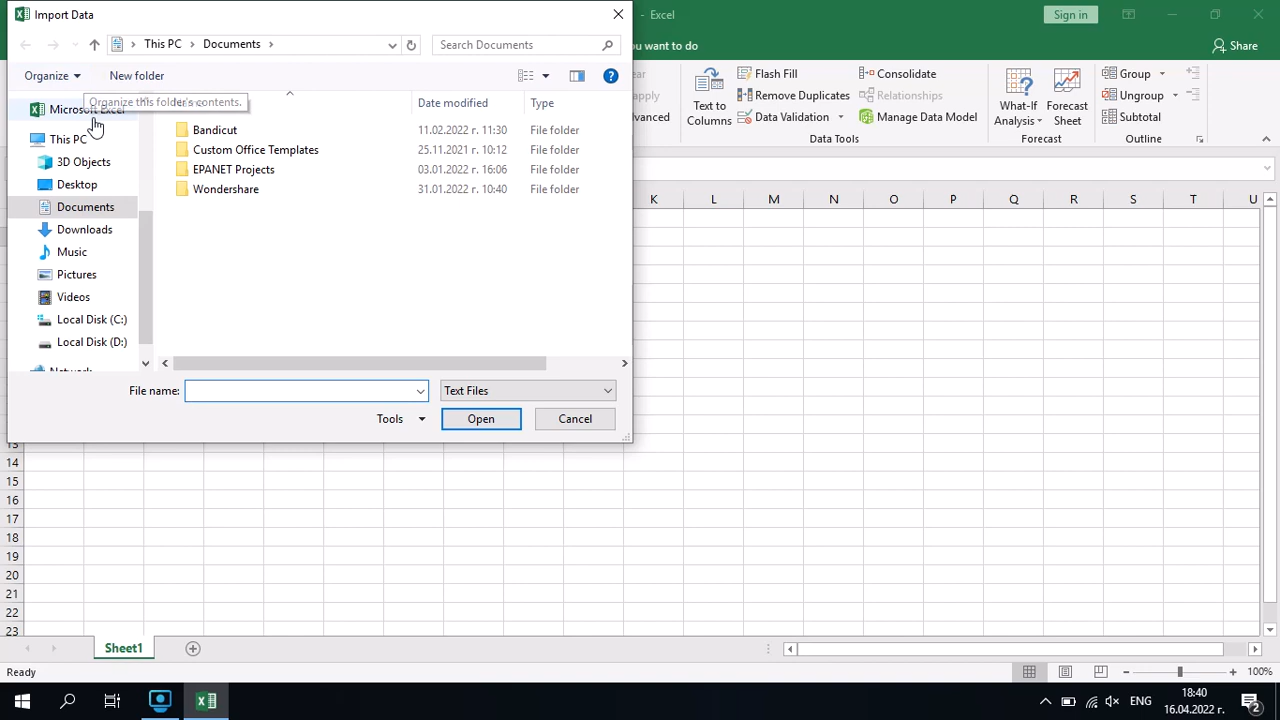 Import Data
- Excel
Sign in
This PC
Documents
Search Documents
you want to do
Share
Organize
New folder
Flash Fill
Consolidate
Group
Remove Duplicates
Relationships
Ungroup
Data Validation
Manage Data Model
Subtotal
Text to
Columns
What-If
Analysis
Forecast
Sheet
Data Tools
Forecast
Outline
Organize this folder's contents.
Date modified
Type
Microsoft Excel
This PC
3D Objects
Desktop
Documents
Downloads
Music
Pictures
Videos
Local Disk (C:)
Local Disk (D:)
Network
Bandicut
11.02.2022 г. 11:30
File folder
Custom Office Templates
25.11.2021 г. 10:12
File folder
EPANET Projects
03.01.2022 г. 16:06
File folder
Wondershare
31.01.2022 г. 10:40
File folder
File name:
Text Files
Tools
Open
Cancel
K L M N O P Q R S T U
13
14
15
16
17
18
19
20
21
22
23
Sheet1
Ready
100%
ЕНГ
18:40
16.04.2022 г.
2